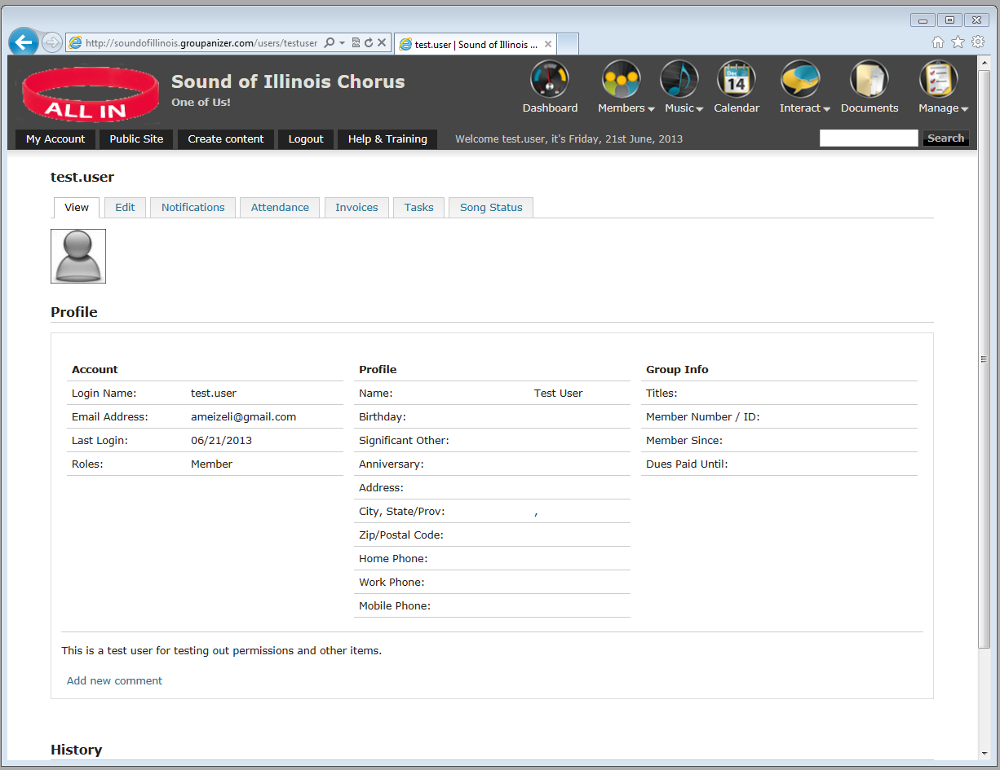 http://soundofillinois.groupanizer.com/users/testuser
test.user | Sound of Illinois ...
ALL IN
Sound of Illinois Chorus
One of Us!
Dec
14
Dashboard Members Music Calendar Interact Documents Manage
My Account Public Site Create content Logout Help & Training Welcome test.user, it's Friday, 21st June, 2013 Search
test.user
View Edit Notifications Attendance Invoices Tasks Song Status
Profile
Account Profile Group Info
Login Name: test.user Name: Test User Titles:
Email Address: ameizeli@gmail.com Birthday: Member Number / ID:
Last Login: 06/21/2013 Significant Other: Member Since:
Roles: Member Anniversary: Dues Paid Until:
Address:
City, State/Prov: ,
Zip/Postal Code:
Home Phone:
Work Phone:
Mobile Phone:
This is a test user for testing out permissions and other items.
Add new comment
History